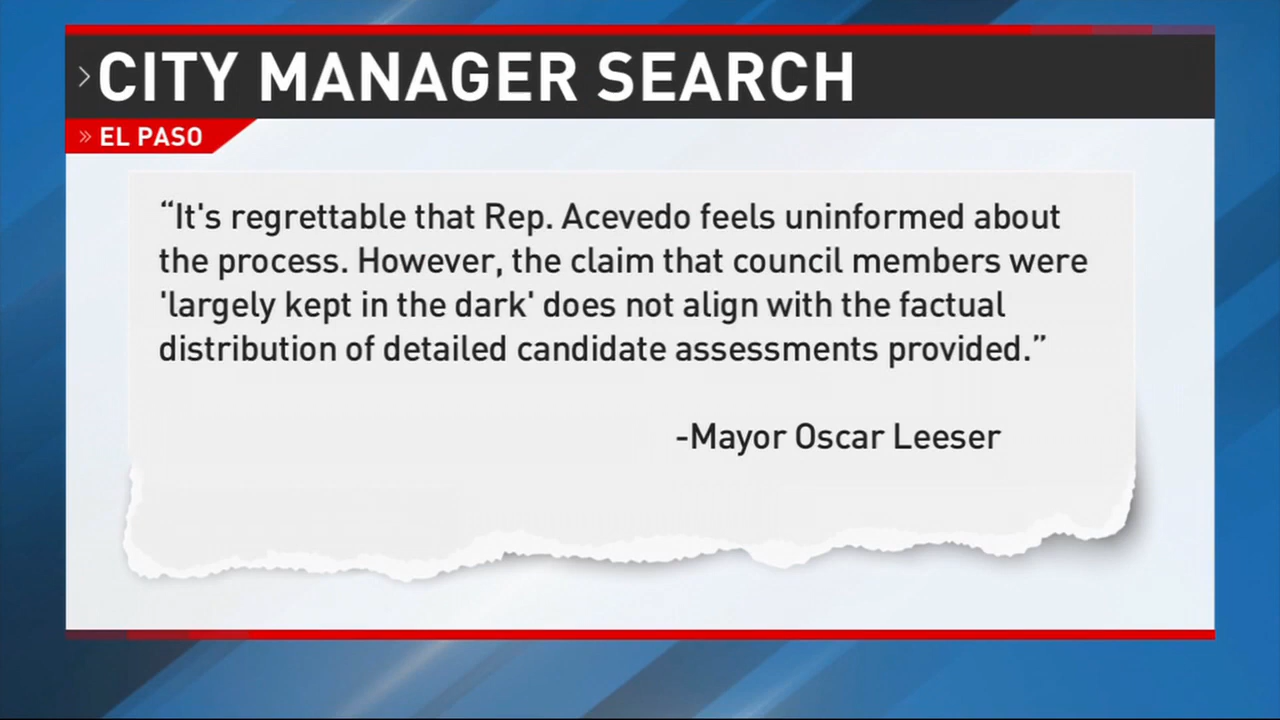 CITY MANAGER SEARCH
EL PASO
“It's regrettable that Rep. Acevedo feels uninformed about
the process. However, the claim that council members were
'largely kept in the dark' does not align with the factual
distribution of detailed candidate assessments provided.”
-Mayor Oscar Leeser